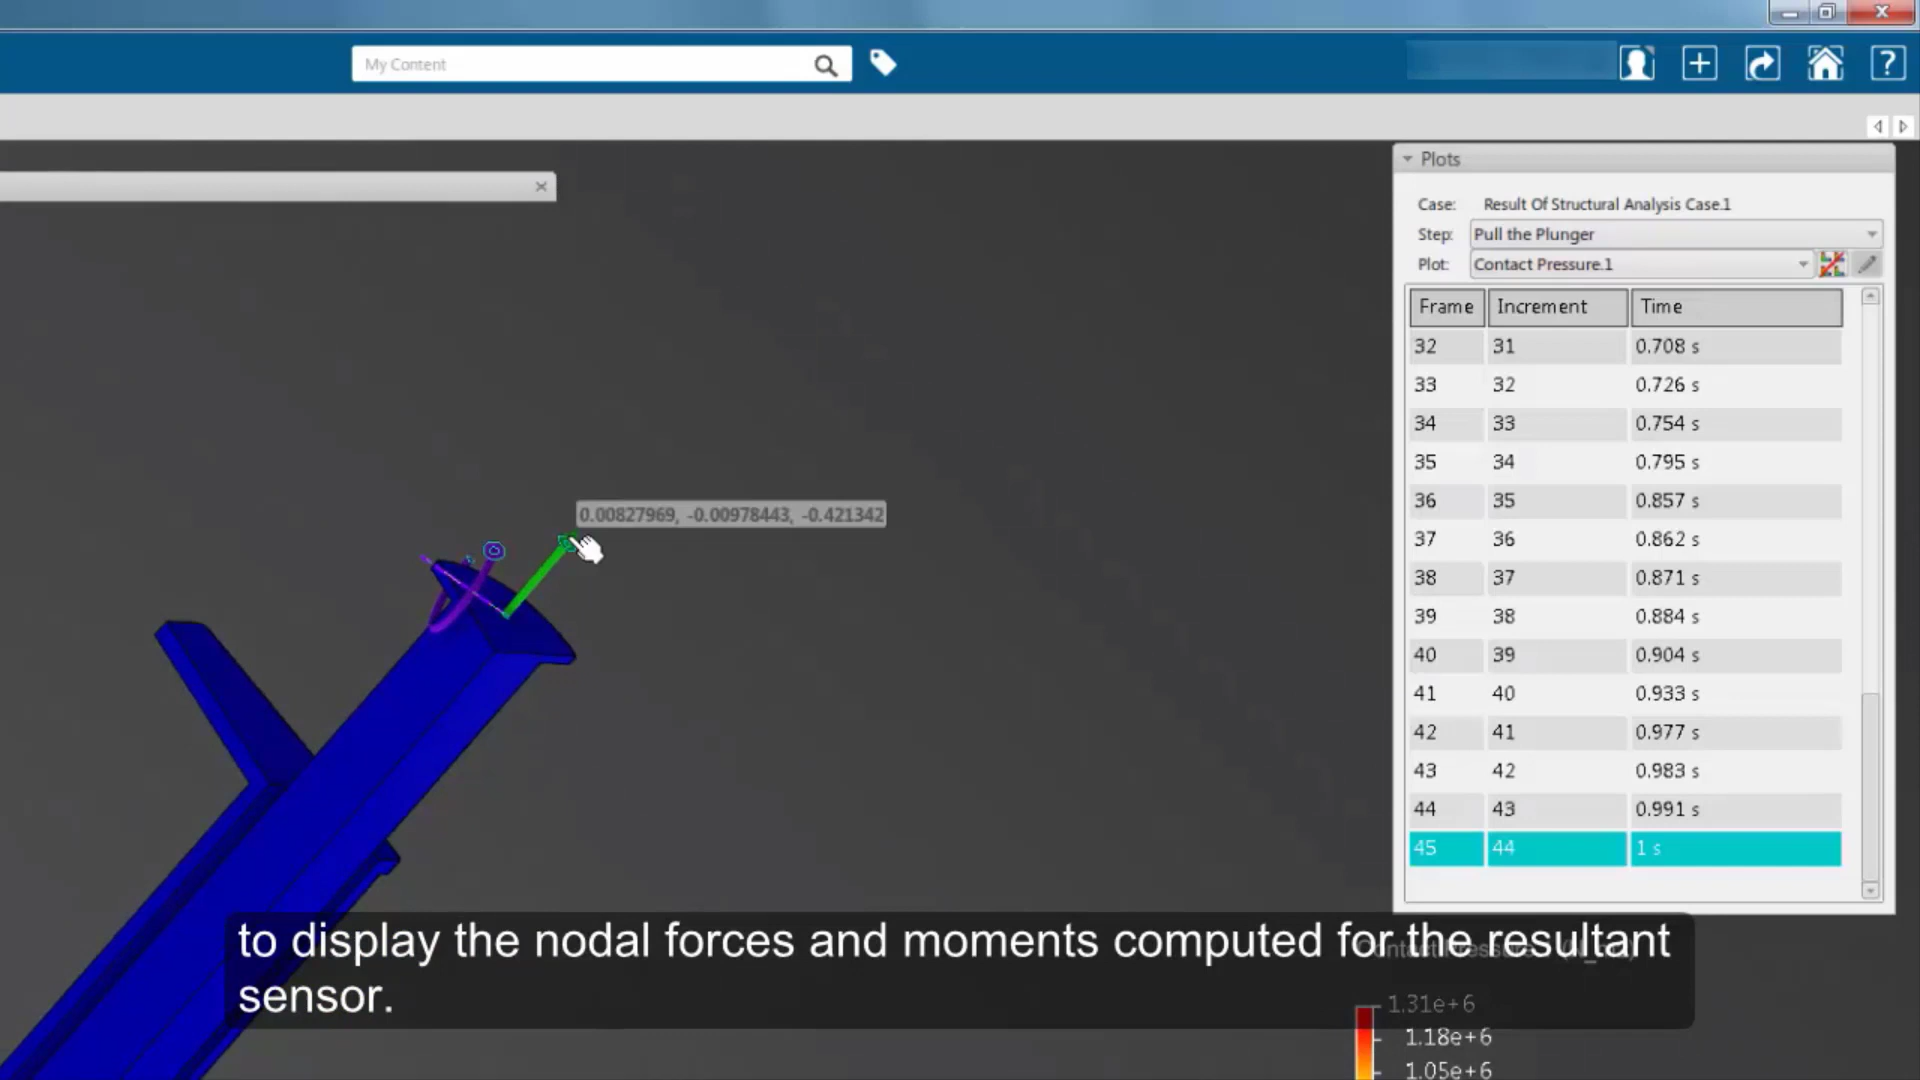 My Content
Plots
Case: Result Of Structural Analysis Case.1
Step: Pull the Plunger
Plot: Contact Pressure.1
Frame Increment Time
32 31 0.708 s
33 32 0.726 s
34 33 0.754 s
35 34 0.795 s
36 35 0.857 s
37 36 0.862 s
38 37 0.871 s
39 38 0.884 s
40 39 0.904 s
41 40 0.933 s
42 41 0.977 s
43 42 0.983 s
44 43 0.991 s
45 44 1 s
0.00827969, -0.00978443, -0.421342
to display the nodal forces and moments computed for the resultant
sensor.
1.31e+6
1.18e+6
1.05e+6